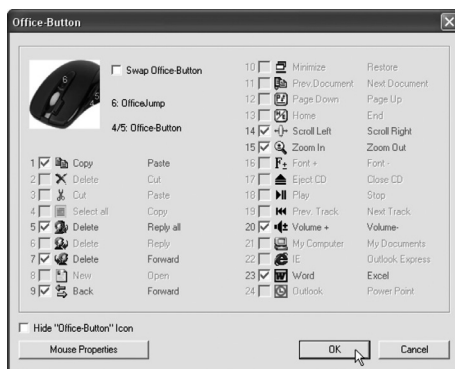 Office-Button
Swap Office-Button
6: OfficeJump
4/5: Office-Button
1 Copy Paste
2 Delete Cut
3 Cut Paste
4 Select all Copy
5 Delete Reply all
6 Delete Reply
7 Delete Forward
8 New Open
9 Back Forward
10 Minimize Restore
11 Prev.Document Next Document
12 Page Down Page Up
13 Home End
14 Scroll Left Scroll Right
15 Zoom In Zoom Out
16 Font + Font -
17 Eject CD Close CD
18 Play Stop
19 Prev. Track Next Track
20 Volume + Volume-
21 My Computer My Documents
22 IE Outlook Express
23 Word Excel
24 Outlook Power Point
Hide "Office-Button" Icon
Mouse Properties OK Cancel